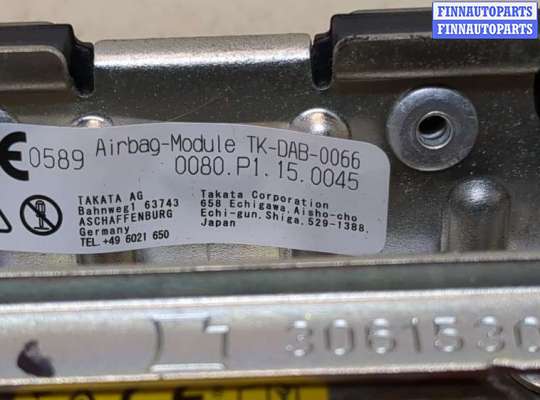 FINNAUTOPARTS
FINNAUTOPARTS
CE0589 Airbag-Module TK-DAB-0066
0080.P1.15.0045
TAKATA AG
Bahnweg1 63743
ASCHAFFENBURG
Germany
TEL.+49 6021 650
Takata Corporation
658 Echigawa.Aisho-cho
Echi-gun.Shiga.529-1388.
Japan
3061530